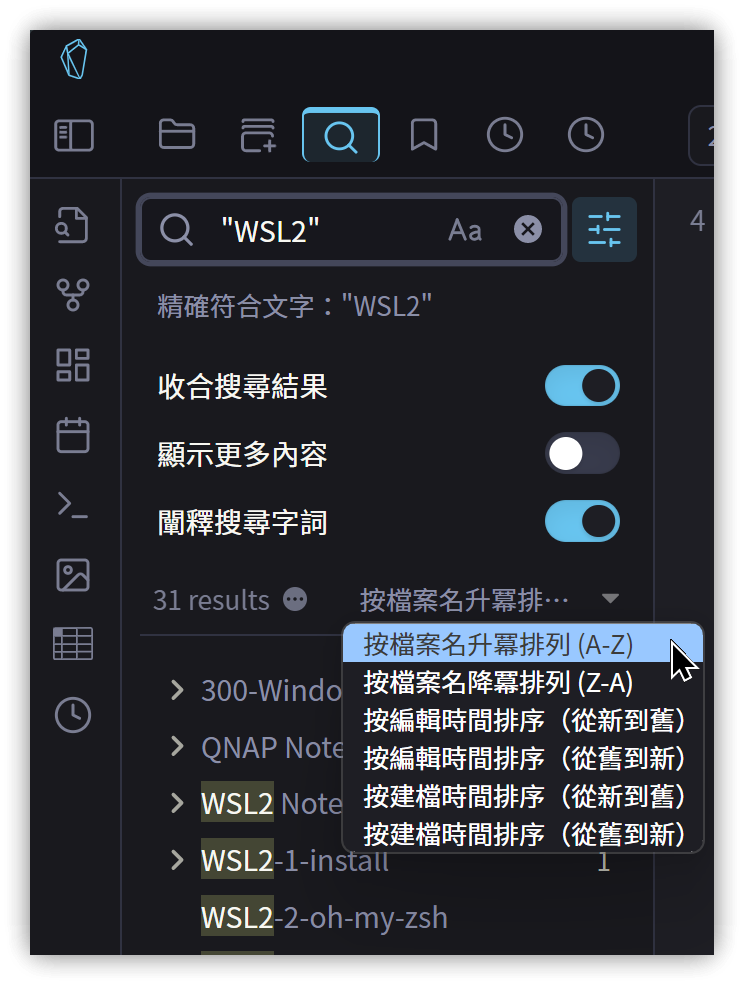 "WSL2"
Aa
4
精確符合文字："WSL2"
收合搜尋結果
顯示更多內容
闡釋搜尋字詞
31 results
按檔案名升冪排…
按檔案名升冪排列 (A-Z)
按檔案名降冪排列 (Z-A)
按編輯時間排序（從新到舊）
按編輯時間排序（從舊到新）
按建檔時間排序（從新到舊）
按建檔時間排序（從舊到新）
300-Windo
QNAP Note
WSL2 Note
WSL2-1-install 1
WSL2-2-oh-my-zsh